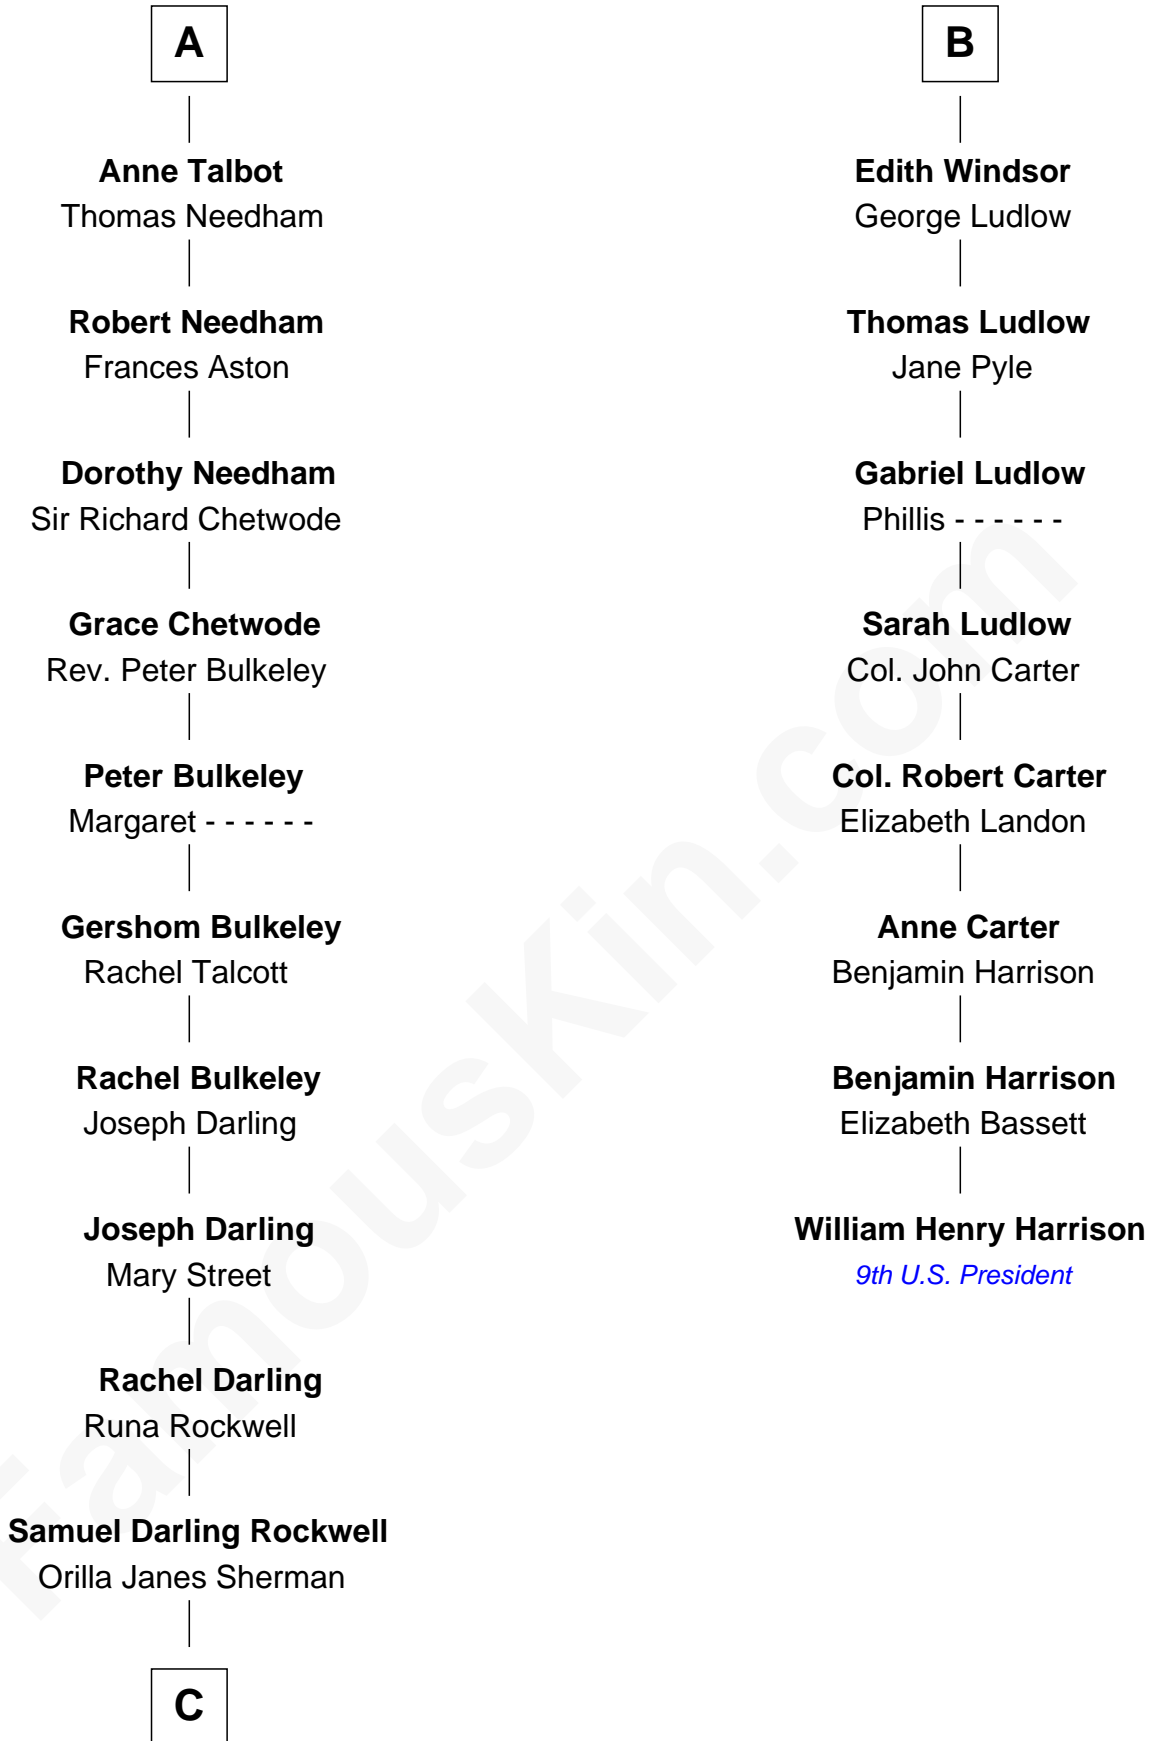 A
Anne Talbot
Thomas Needham
Robert Needham
Frances Aston
Dorothy Needham
Sir Richard Chetwode
Grace Chetwode
Rev. Peter Bulkeley
Peter Bulkeley
Margaret - - - - - -
Gershom Bulkeley
Rachel Talcott
Rachel Bulkeley
Joseph Darling
Joseph Darling
Mary Street
Rachel Darling
Runa Rockwell
Samuel Darling Rockwell
Orilla Janes Sherman
C
B
Edith Windsor
George Ludlow
Thomas Ludlow
Jane Pyle
Gabriel Ludlow
Phillis - - - - - -
Sarah Ludlow
Col. John Carter
Col. Robert Carter
Elizabeth Landon
Anne Carter
Benjamin Harrison
Benjamin Harrison
Elizabeth Bassett
William Henry Harrison
9th U.S. President
FamousKin.com